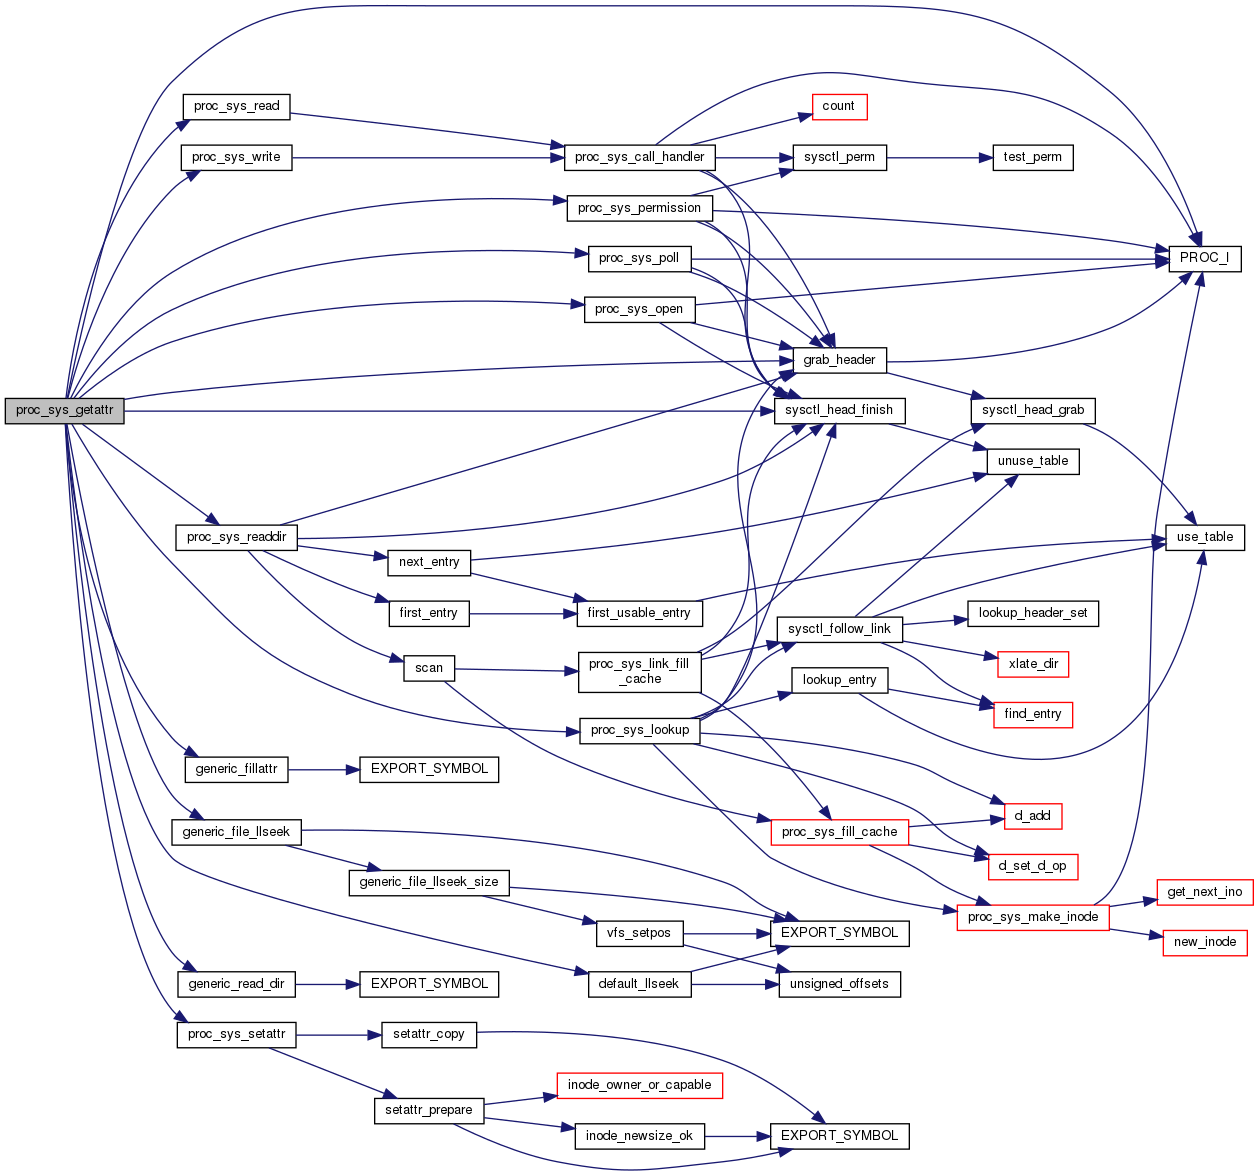 proc_sys_read
count
proc_sys_write
proc_sys_call_handler
sysctl_perm
test_perm
proc_sys_permission
proc_sys_poll
PROC_I
proc_sys_open
grab_header
proc_sys_getattr
sysctl_head_finish
sysctl_head_grab
unuse_table
proc_sys_readdir
use_table
next_entry
first_entry
first_usable_entry
lookup_header_set
sysctl_follow_link
scan
proc_sys_link_fill
_cache
xlate_dir
lookup_entry
find_entry
proc_sys_lookup
generic_fillattr
EXPORT_SYMBOL
d_add
generic_file_llseek
proc_sys_fill_cache
d_set_d_op
generic_file_llseek_size
get_next_ino
proc_sys_make_inode
vfs_setpos
EXPORT_SYMBOL
new_inode
generic_read_dir
EXPORT_SYMBOL
default_llseek
unsigned_offsets
proc_sys_setattr
setattr_copy
inode_owner_or_capable
setattr_prepare
inode_newsize_ok
EXPORT_SYMBOL